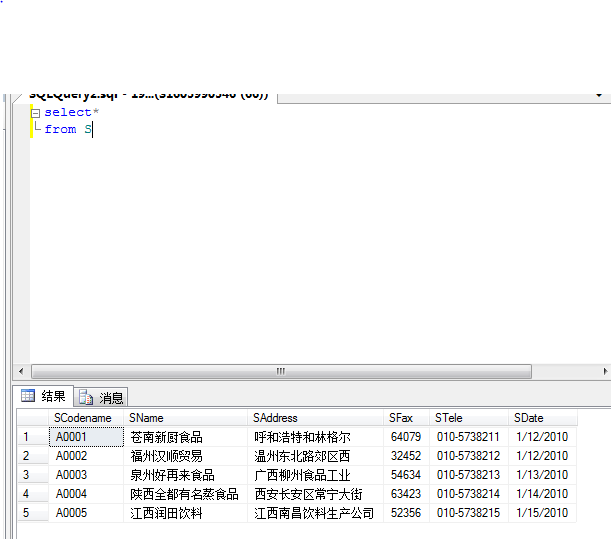 select*
from S
结果 消息
SCodename SName SAddress SFax STele SDate
1 A0001 苍南新厨食品 呼和浩特和林格尔 64079 010-5738211 1/12/2010
2 A0002 福州汉顺贸易 温州东北路郊区西 32452 010-5738212 1/12/2010
3 A0003 泉州好再来食品 广西柳州食品工业 54634 010-5738213 1/13/2010
4 A0004 陕西全都有名蒸食品 西安长安区常宁大街 63423 010-5738214 1/14/2010
5 A0005 江西润田饮料 江西南昌饮料生产公司 52356 010-5738215 1/15/2010